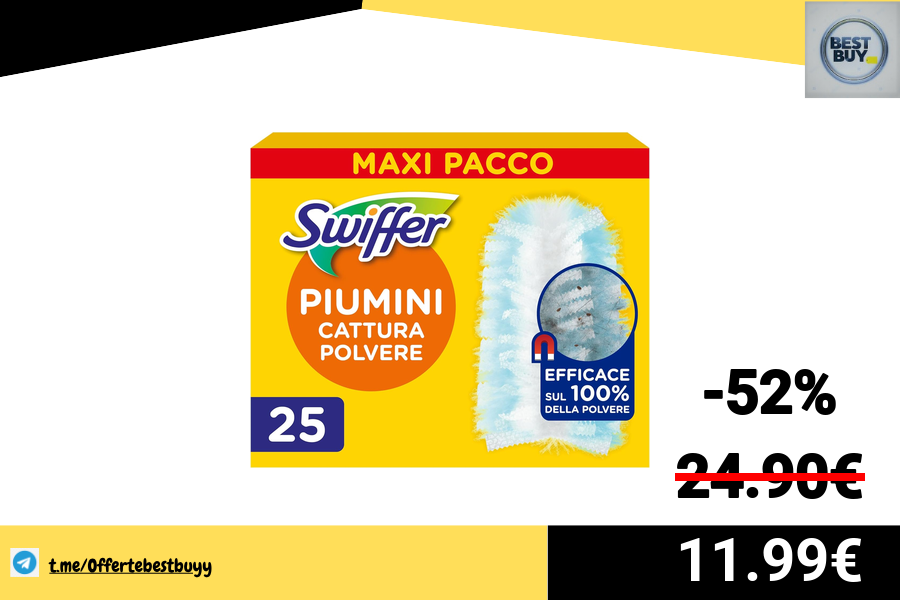 BEST
BUY
MAXI PACCO
Swiffer
PIUMINI
CATTURA
POLVERE
EFFICACE
SUL 100%
DELLA POLVERE
25
-52%
24.90€
11.99€
t.me/Offertebestbuyy